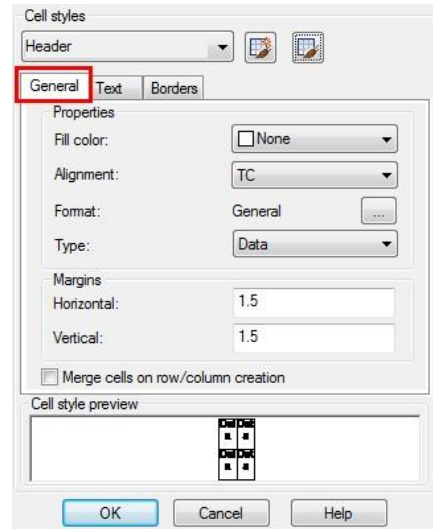 Cell styles
Header
General Text Borders
Properties
Fill color: None
Alignment: TC
Format: General ...
Type: Data
Margins
Horizontal: 1.5
Vertical: 1.5
Merge cells on row/column creation
Cell style preview
OK Cancel Help